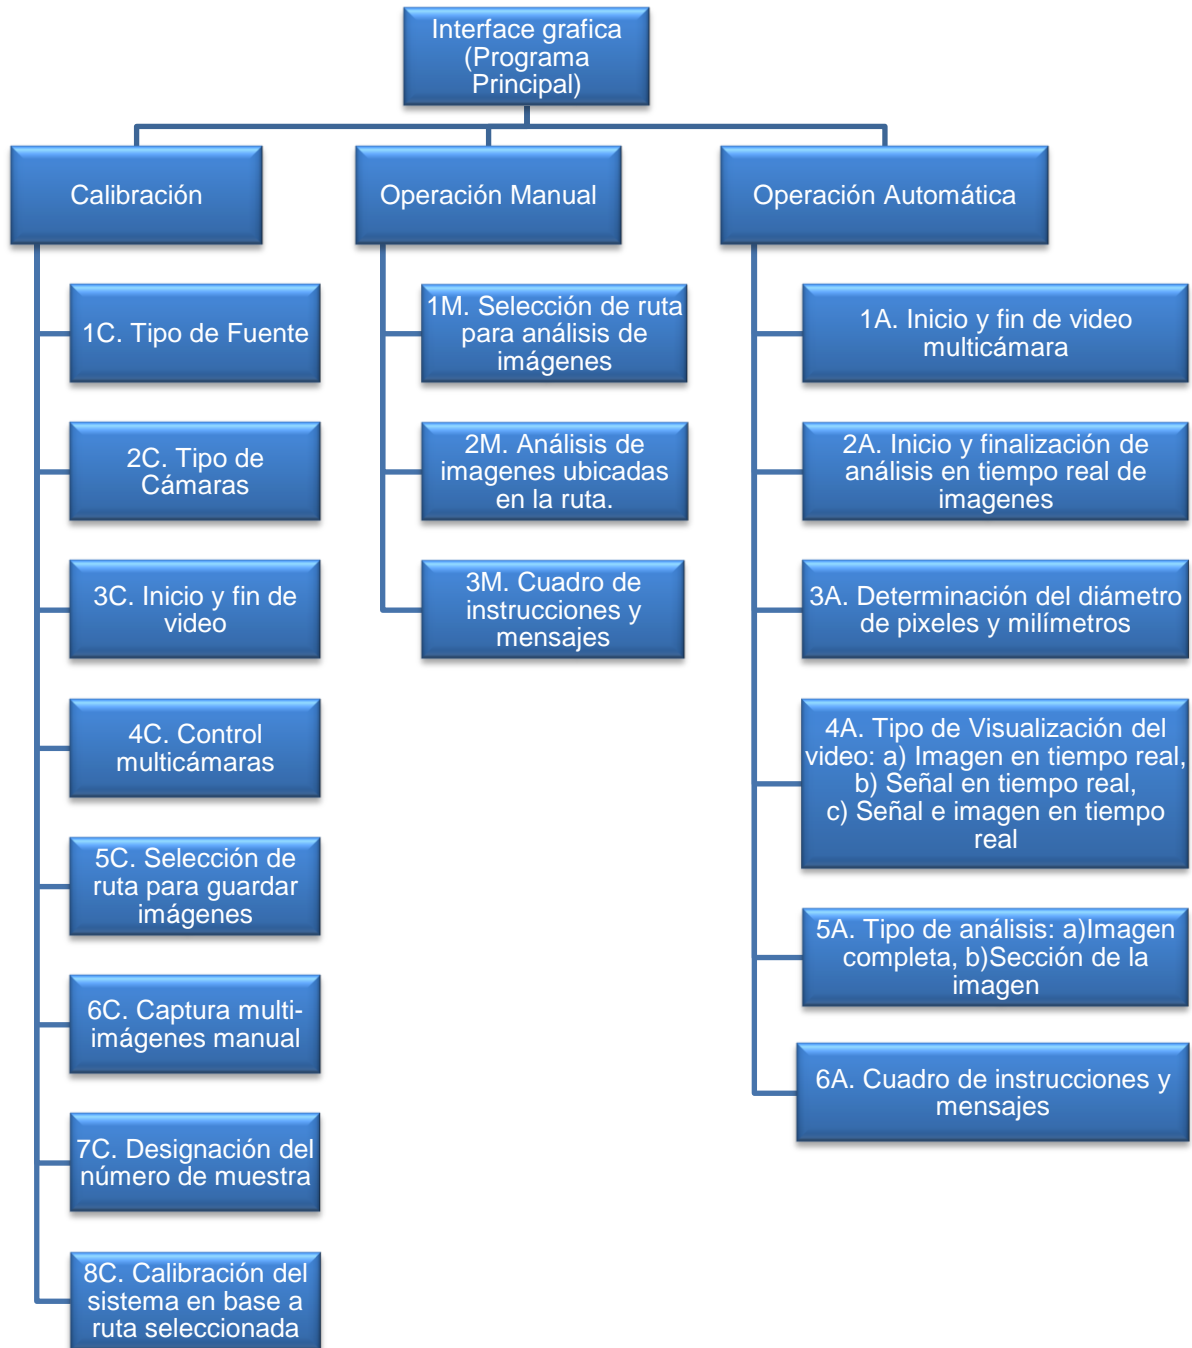 Interface grafica
(Programa
Principal)
Calibración
Operación Manual
Operación Automática
1C. Tipo de Fuente
2C. Tipo de
Cámaras
3C. Inicio y fin de
video
4C. Control
multicámaras
5C. Selección de
ruta para guardar
imágenes
6C. Captura multi-
imágenes manual
7C. Designación del
número de muestra
8C. Calibración del
sistema en base a
ruta seleccionada
1M. Selección de ruta
para análisis de
imágenes
2M. Análisis de
imagenes ubicadas
en la ruta.
3M. Cuadro de
instrucciones y
mensajes
1A. Inicio y fin de video
multicámara
2A. Inicio y finalización de
análisis en tiempo real de
imagenes
3A. Determinación del diámetro
de pixeles y milímetros
4A. Tipo de Visualización del
video: a) Imagen en tiempo real,
b) Señal en tiempo real,
c) Señal e imagen en tiempo
real
5A. Tipo de análisis: a)Imagen
completa, b)Sección de la
imagen
6A. Cuadro de instrucciones y
mensajes